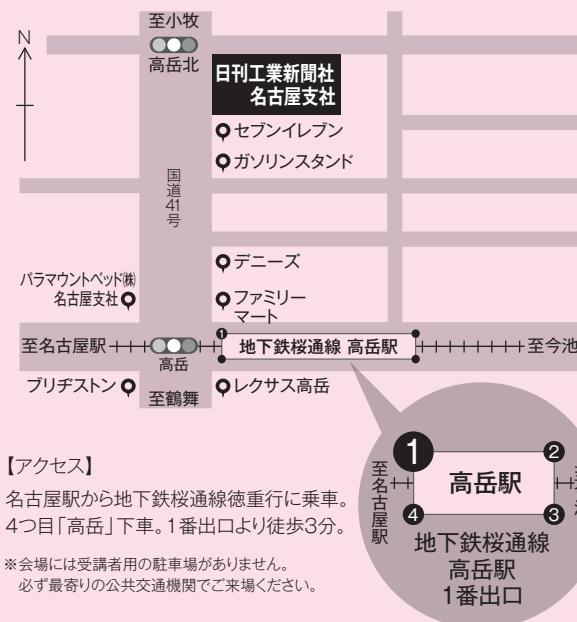 至小牧
N
高岳北
日刊工業新聞社
名古屋支社
セブンイレブン
ガソリンスタンド
国道41号
デニーズ
パラマウントベッド㈱
名古屋支社
ファミリー
マート
至名古屋駅
1
地下鉄桜通線 高岳駅
至今池
高岳
ブリヂストン
至鶴舞
レクサス高岳
【アクセス】
名古屋駅から地下鉄桜通線徳重行に乗車。
4つ目「高岳」下車。1番出口より徒歩3分。
※会場には受講者用の駐車場がありません。
必ず最寄りの公共交通機関でご来場ください。
1
2
至名古屋駅
高岳駅
4
3
地下鉄桜通線
高岳駅
1番出口